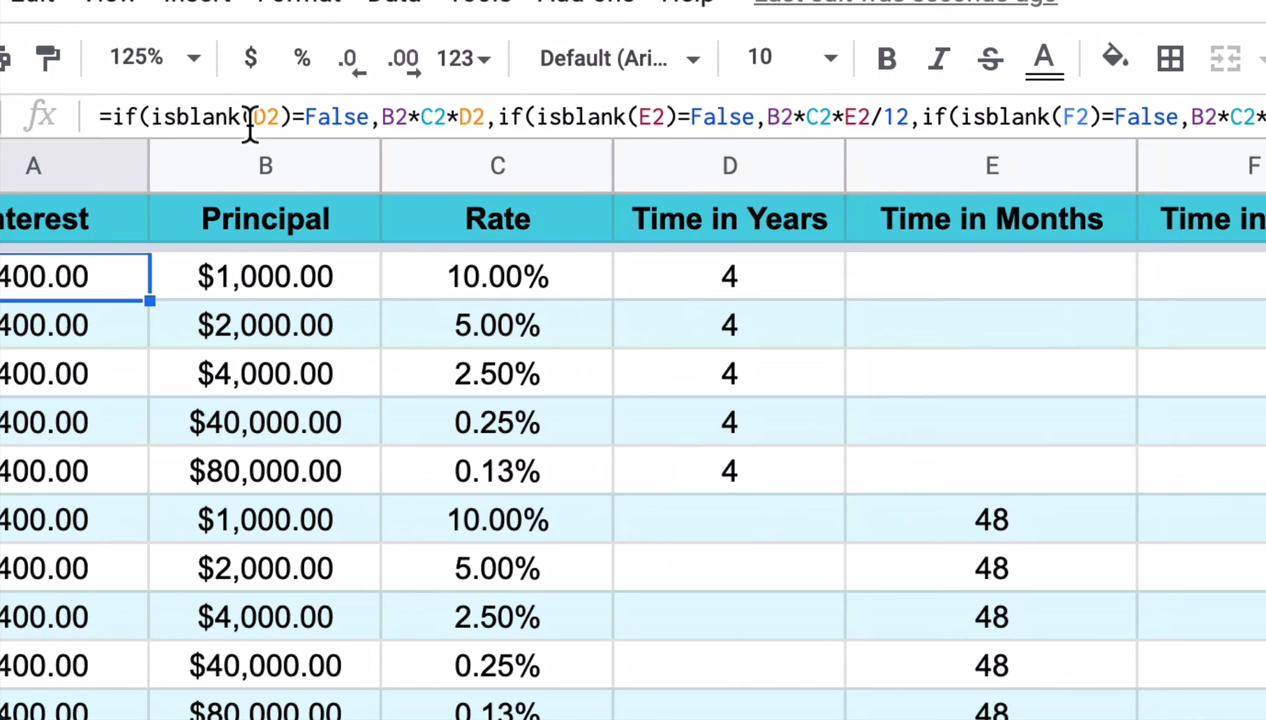 Edit View Insert Format Data Tools Add-ons Help Last edit was seconds ago
125% $ % .0 .00 123 Default (Ari... 10 B I S A
fx =if(isblank(D2)=False,B2*C2*D2,if(isblank(E2)=False,B2*C2*E2/12,if(isblank(F2)=False,B2*C2*
A B C D E F
nterest Principal Rate Time in Years Time in Months Time in
400.00 $1,000.00 10.00% 4
400.00 $2,000.00 5.00% 4
400.00 $4,000.00 2.50% 4
400.00 $40,000.00 0.25% 4
400.00 $80,000.00 0.13% 4
400.00 $1,000.00 10.00% 48
400.00 $2,000.00 5.00% 48
400.00 $4,000.00 2.50% 48
400.00 $40,000.00 0.25% 48
400.00 $80,000.00 0.13% 48